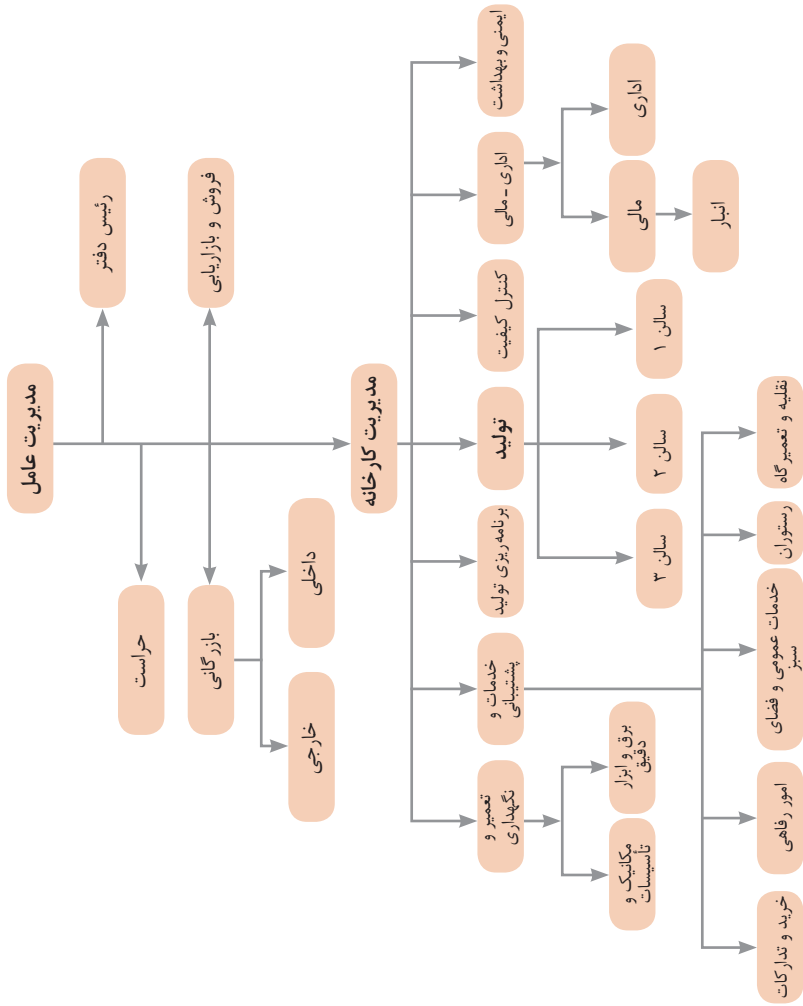 مدیریت عامل
رئیس دفتر
حراست
فروش و بازاریابی
بازرگانی
داخلی
خارجی
مدیریت کارخانه
ایمنی و بهداشت
اداری - مالی
کنترل کیفیت
تولید
برنامه ریزی تولید
خدمات و
پشتیبانی
تعمیر و
نگهداری
اداری
مالی
انبار
سالن ۱
سالن ۲
سالن ۳
برق و ابزار
دقیق
مکانیک و
تأسیسات
نقلیه و تعمیرگاه
رستوران
خدمات عمومی و فضای
سبز
امور رفاهی
خرید و تدارکات